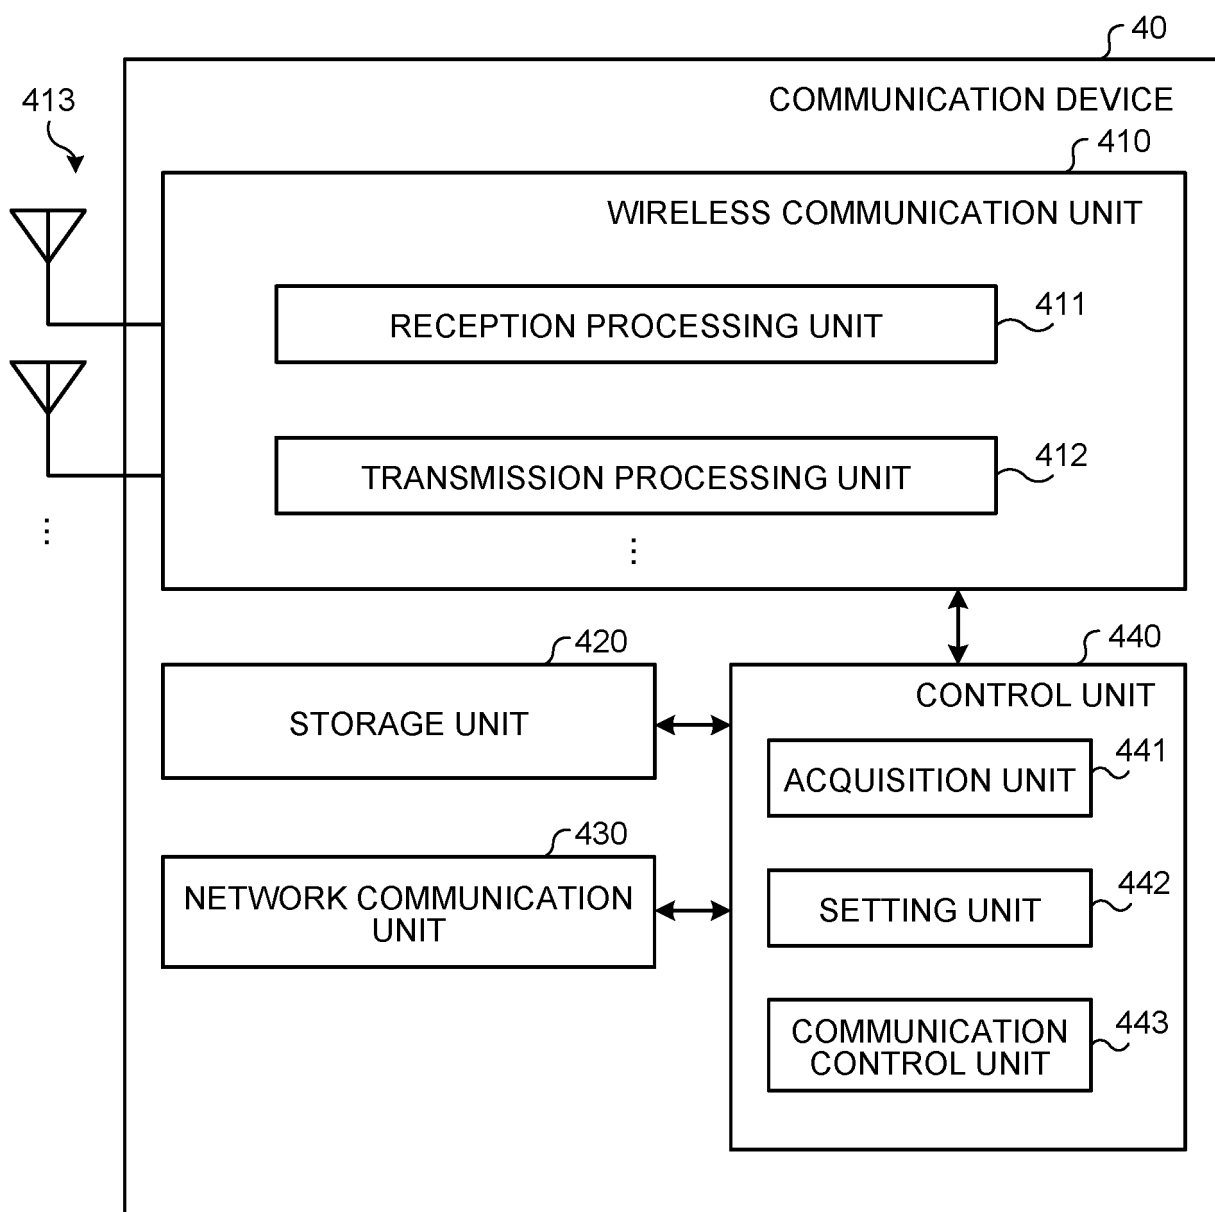 40
COMMUNICATION DEVICE
413
410
WIRELESS COMMUNICATION UNIT
RECEPTION PROCESSING UNIT
411
TRANSMISSION PROCESSING UNIT
412
420
STORAGE UNIT
430
NETWORK COMMUNICATION
UNIT
440
CONTROL UNIT
ACQUISITION UNIT
441
SETTING UNIT
442
COMMUNICATION
CONTROL UNIT
443